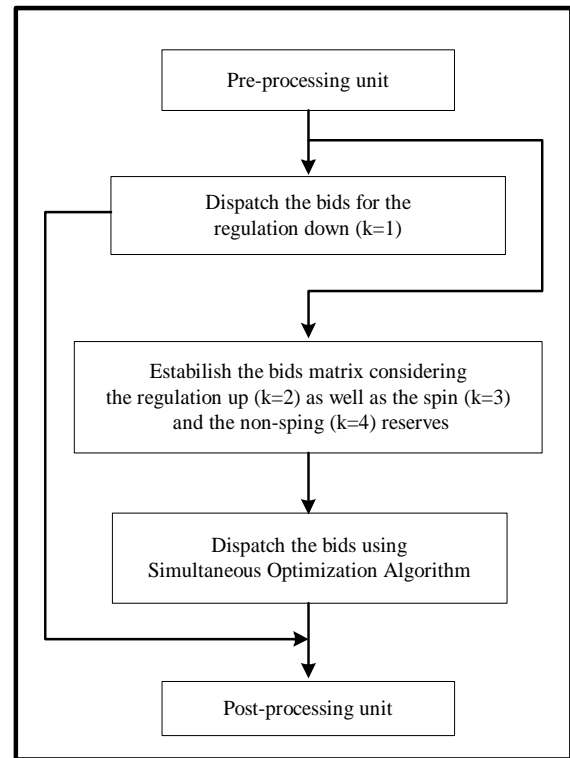 Pre-processing unit
Dispatch the bids for the
regulation down (k=1)
Estabilish the bids matrix considering
the regulation up (k=2) as well as the spin (k=3)
and the non-sping (k=4) reserves
Dispatch the bids using
Simultaneous Optimization Algorithm
Post-processing unit